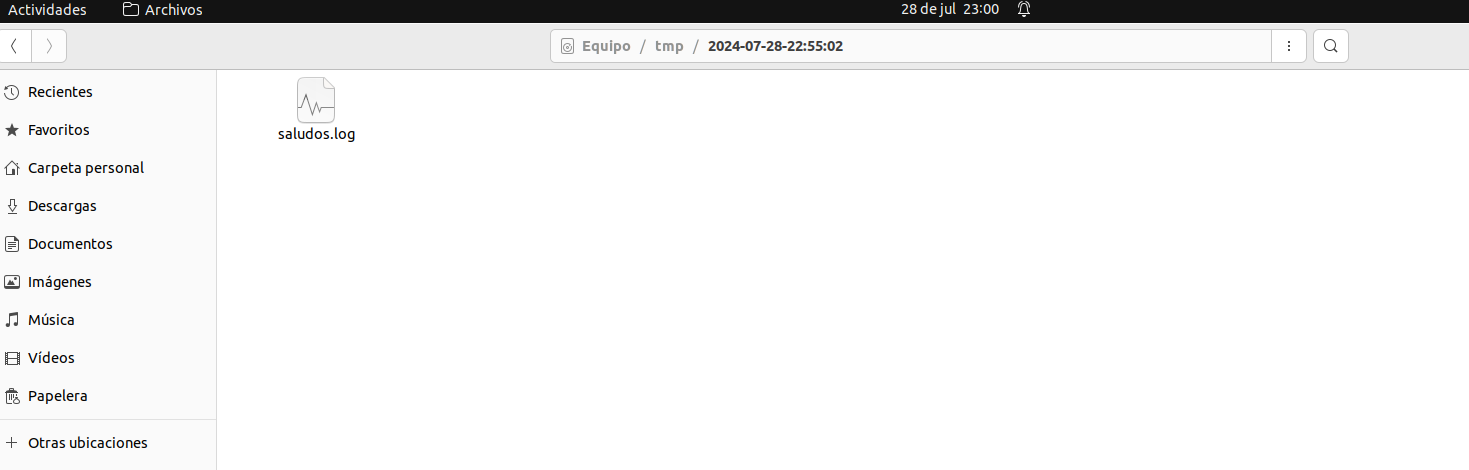 Actividades Archivos 28 de jul 23:00
Equipo / tmp / 2024-07-28-22:55:02
Recientes
Favoritos
Carpeta personal
Descargas
Documentos
Imágenes
Música
Vídeos
Papelera
Otras ubicaciones
saludos.log